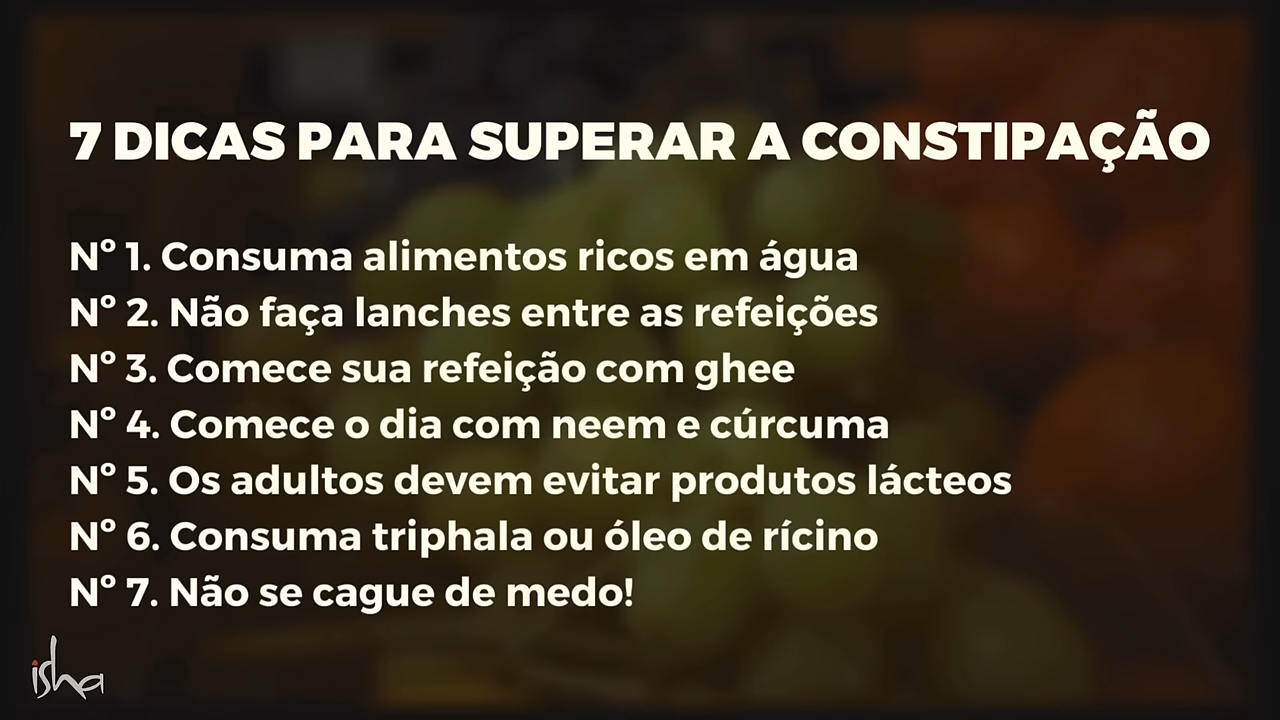 7 DICAS PARA SUPERAR A CONSTIPAÇÃO
Nº 1. Consuma alimentos ricos em água
Nº 2. Não faça lanches entre as refeições
Nº 3. Comece sua refeição com ghee
Nº 4. Comece o dia com neem e cúrcuma
Nº 5. Os adultos devem evitar produtos lácteos
Nº 6. Consuma triphala ou óleo de rícino
Nº 7. Não se cague de medo!
isha